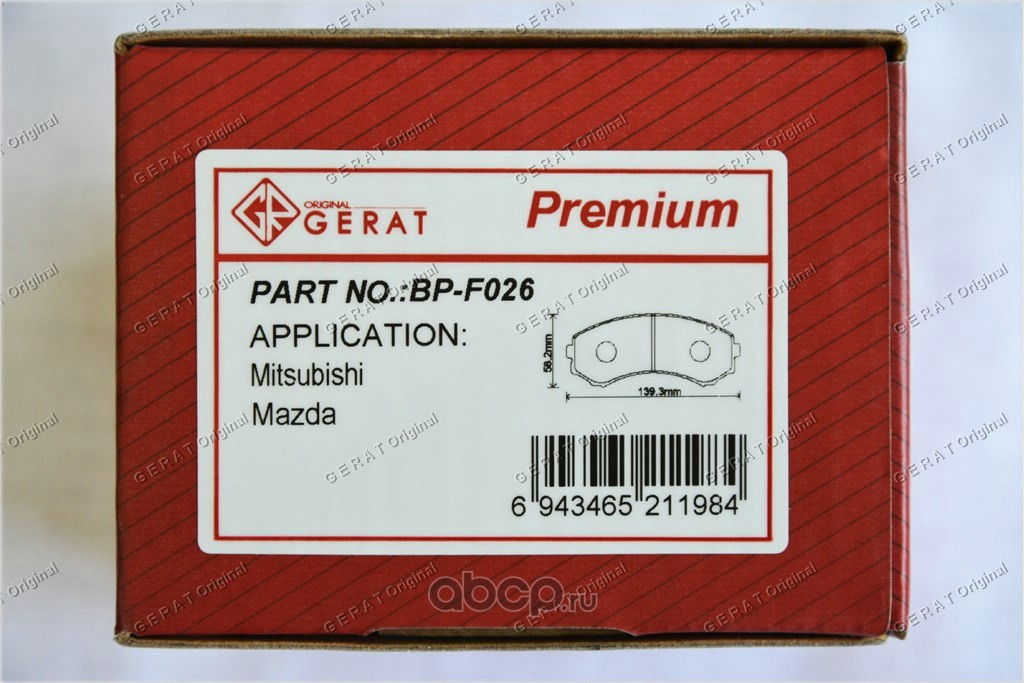 ORIGINAL
GERAT
Premium
PART NO.:BP-F026
APPLICATION:
Mitsubishi
Mazda
58.2mm
139.3mm
6 943465 211984
abcp.ru
GERAT Original